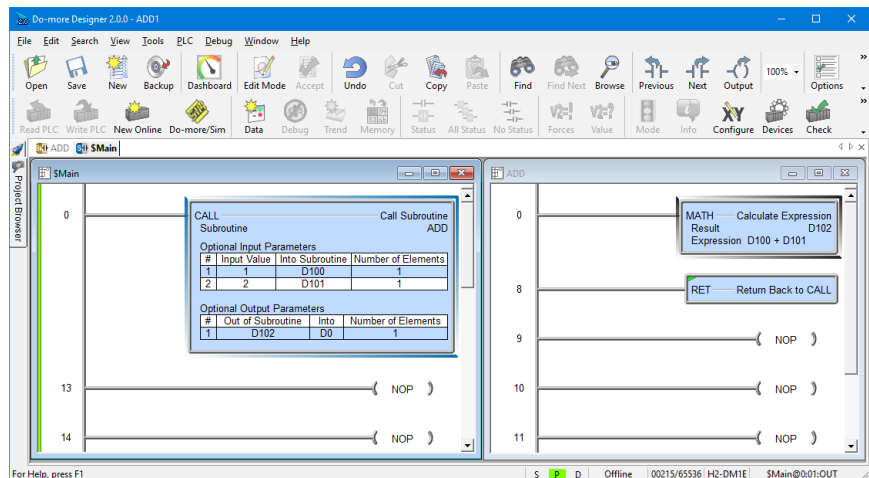 Do-more Designer 2.0.0 - ADD1
File Edit Search View Tools PLC Debug Window Help
Open Save New Backup Dashboard Edit Mode Accept Undo Cut Copy Paste Find Find Next Browse Previous Next Output 100% Options
Read PLC Write PLC New Online Do-more/Sim Data Debug Trend Memory Status All Status No Status Forces Value Mode Info Configure Devices Check
ADD $Main
Project Browser
$Main
0
CALL Call Subroutine
Subroutine ADD
Optional Input Parameters
# Input Value Into Subroutine Number of Elements
1 1 D100 1
2 2 D101 1
Optional Output Parameters
# Out of Subroutine Into Number of Elements
1 D102 D0 1
13 NOP
14 NOP
ADD
0
MATH Calculate Expression
Result D102
Expression D100 + D101
8 RET Return Back to CALL
9 NOP
10 NOP
11 NOP
For Help, press F1 S P D Offline 00215/65536 H2-DM1E $Main@0:01:OUT